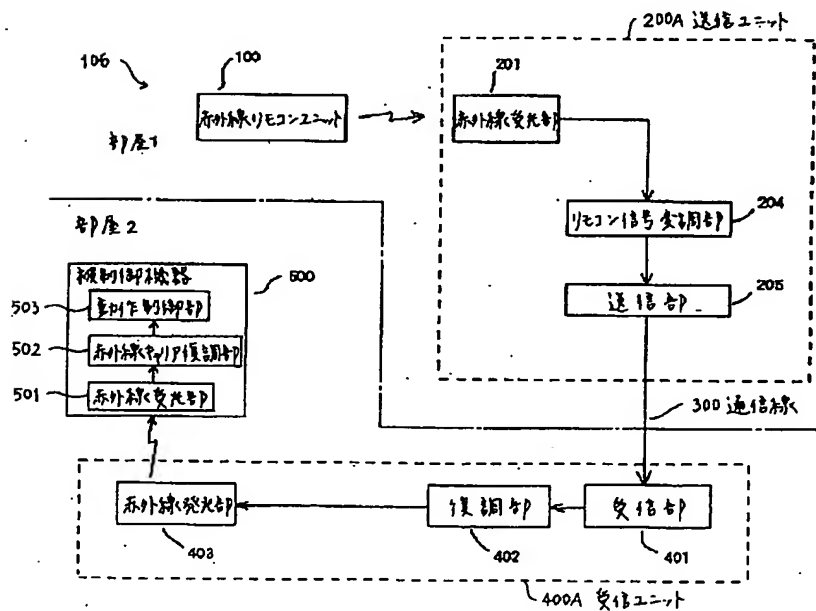 200A 送信ユニット
106
100
201
赤外線リモコンユニット
赤外線受光部
部屋1
リモコン信号変調部
204
部屋2
被制御機器
500
送信部
205
503
動作制御部
502
赤外線キャリア復調部
501
赤外線受光部
300 通信線
赤外線発光部
復調部
受信部
403
402
401
400A 受信ユニット